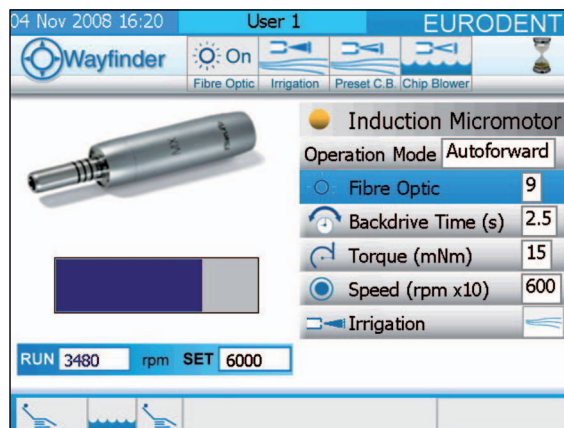 04 Nov 2008 16:20 User 1 EURODENT
Wayfinder On
Fibre Optic Irrigation Preset C.B. Chip Blower
Induction Micromotor
Operation Mode Autoforward
Fibre Optic 9
Backdrive Time (s) 2.5
MX
Torque (mNm) 15
Speed (rpm x10) 600
Irrigation
RUN 3480 rpm SET 6000